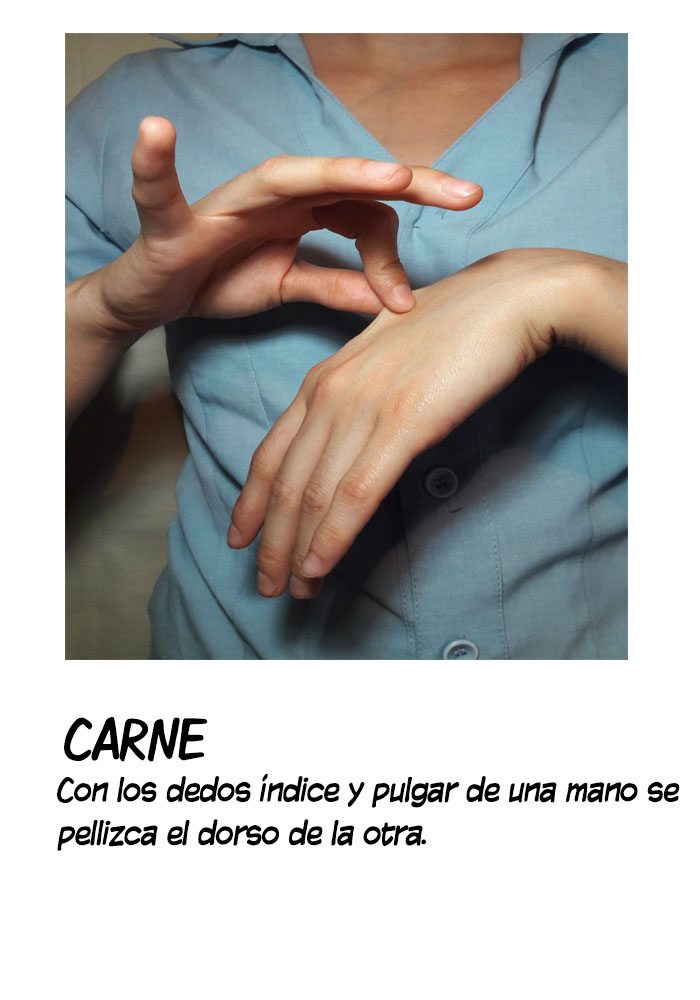 CARNE
Con los dedos índice y pulgar de una mano se
pellizca el dorso de la otra.